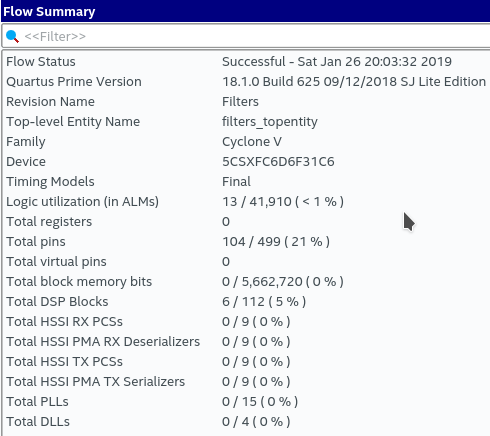 Flow Summary
<<Filter>>
Flow Status Successful - Sat Jan 26 20:03:32 2019
Quartus Prime Version 18.1.0 Build 625 09/12/2018 SJ Lite Edition
Revision Name Filters
Top-level Entity Name filters_topentity
Family Cyclone V
Device 5CSXFC6D6F31C6
Timing Models Final
Logic utilization (in ALMs) 13 / 41,910 ( < 1 % )
Total registers 0
Total pins 104 / 499 ( 21 % )
Total virtual pins 0
Total block memory bits 0 / 5,662,720 ( 0 % )
Total DSP Blocks 6 / 112 ( 5 % )
Total HSSI RX PCSs 0 / 9 ( 0 % )
Total HSSI PMA RX Deserializers 0 / 9 ( 0 % )
Total HSSI TX PCSs 0 / 9 ( 0 % )
Total HSSI PMA TX Serializers 0 / 9 ( 0 % )
Total PLLs 0 / 15 ( 0 % )
Total DLLs 0 / 4 ( 0 % )